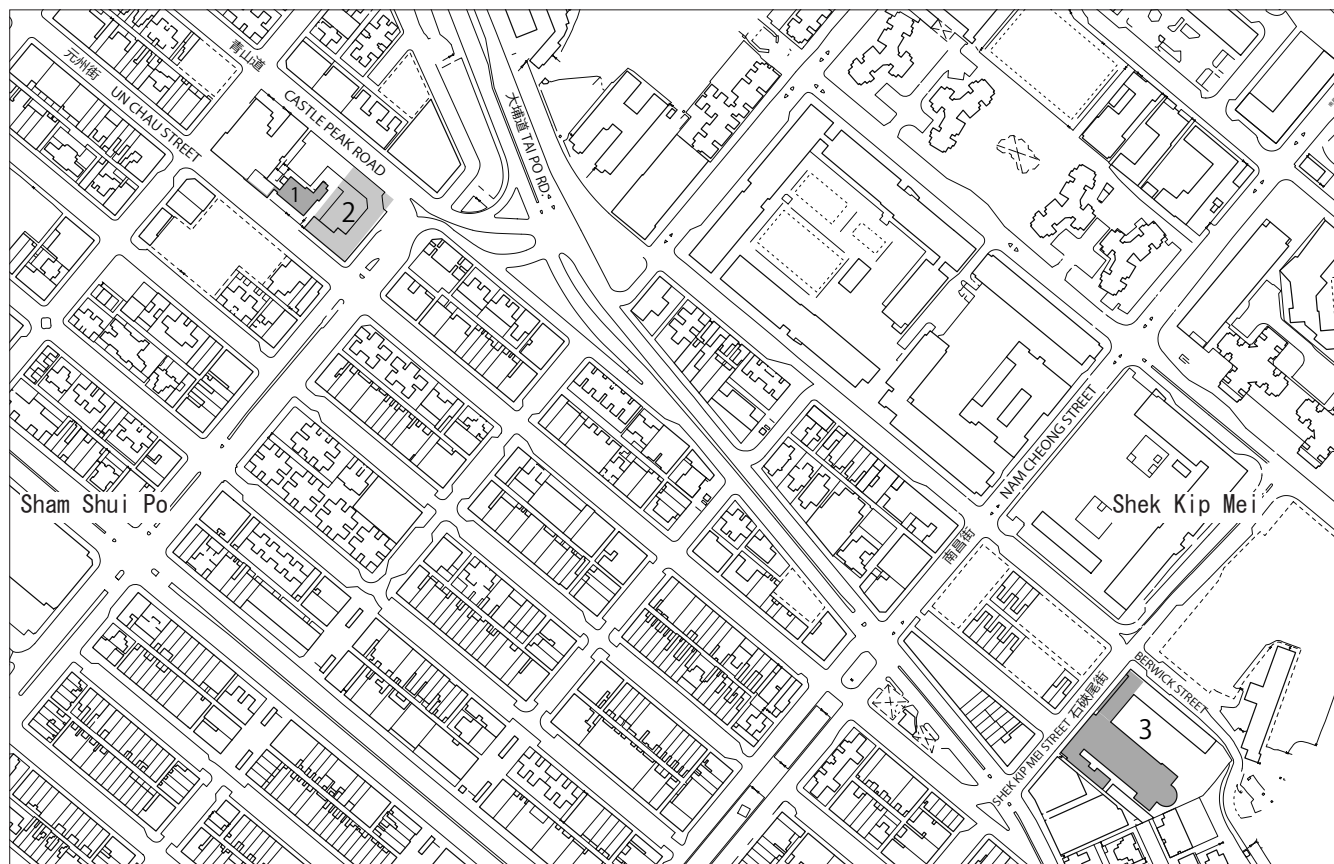 元州街
UN CHAU STREET
青山道
CASTLE PEAK ROAD
大埔道 TAI PO RD.
1
2
Sham Shui Po
NAM CHEONG STREET
南昌街
Shek Kip Mei
BERWICK STREET
SHEK KIP MEI STREET 石硤尾街
3